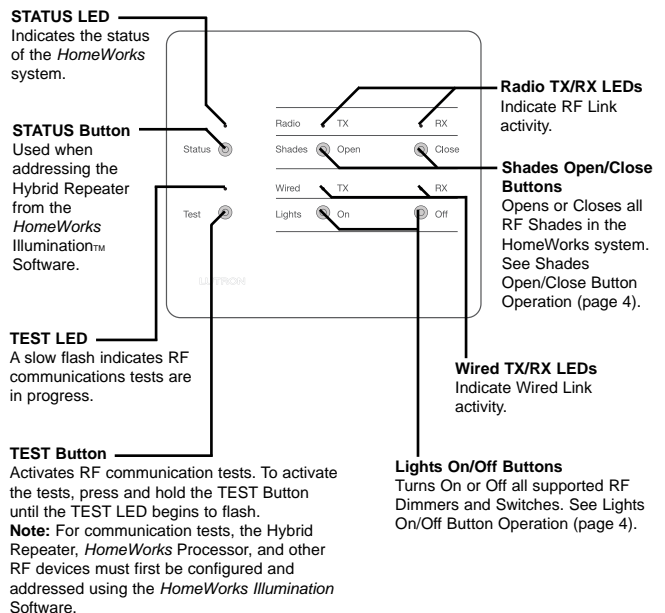 STATUS LED
Indicates the status
of the HomeWorks
system.
STATUS Button
Used when
addressing the
Hybrid Repeater
from the
HomeWorks
Illumination™
Software.
TEST LED
A slow flash indicates RF
communications tests are
in progress.
TEST Button
Activates RF communication tests. To activate
the tests, press and hold the TEST Button
until the TEST LED begins to flash.
Note: For communication tests, the Hybrid
Repeater, HomeWorks Processor, and other
RF devices must first be configured and
addressed using the HomeWorks Illumination
Software.
Radio TX RX
Status Shades Open Close
Wired TX RX
Test Lights On Off
LUTRON
Radio TX/RX LEDs
Indicate RF Link
activity.
Shades Open/Close
Buttons
Opens or Closes all
RF Shades in the
HomeWorks system.
See Shades
Open/Close Button
Operation (page 4).
Wired TX/RX LEDs
Indicate Wired Link
activity.
Lights On/Off Buttons
Turns On or Off all supported RF
Dimmers and Switches. See Lights
On/Off Button Operation (page 4).